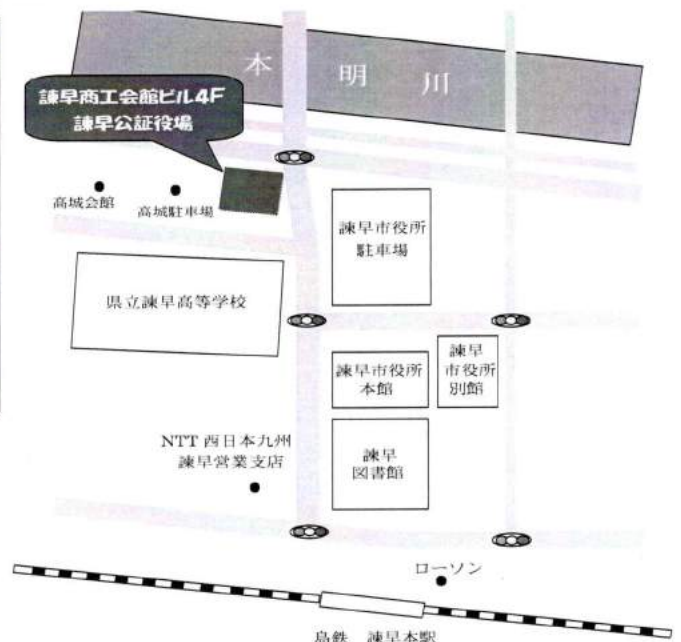 本 明 川
諫早商工会館ビル4F
諫早公証役場
高城会館
高城駐車場
諫早市役所
駐車場
県立諫早高等学校
諫早市役所
本館
諫早
市役所
別館
NTT 西日本九州
諫早営業支店
諫早
図書館
ローソン
島鉄 諫早本駅